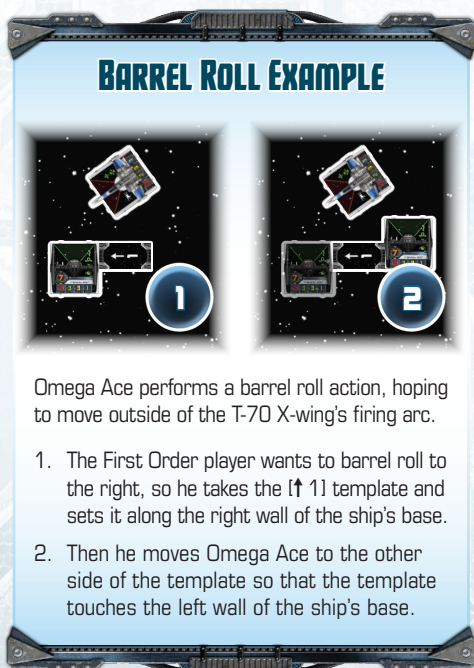 BARREL ROLL EXAMPLE
1
2
Omega Ace performs a barrel roll action, hoping
to move outside of the T-70 X-wing's firing arc.
1. The First Order player wants to barrel roll to
the right, so he takes the [↑ 1] template and
sets it along the right wall of the ship's base.
2. Then he moves Omega Ace to the other
side of the template so that the template
touches the left wall of the ship's base.